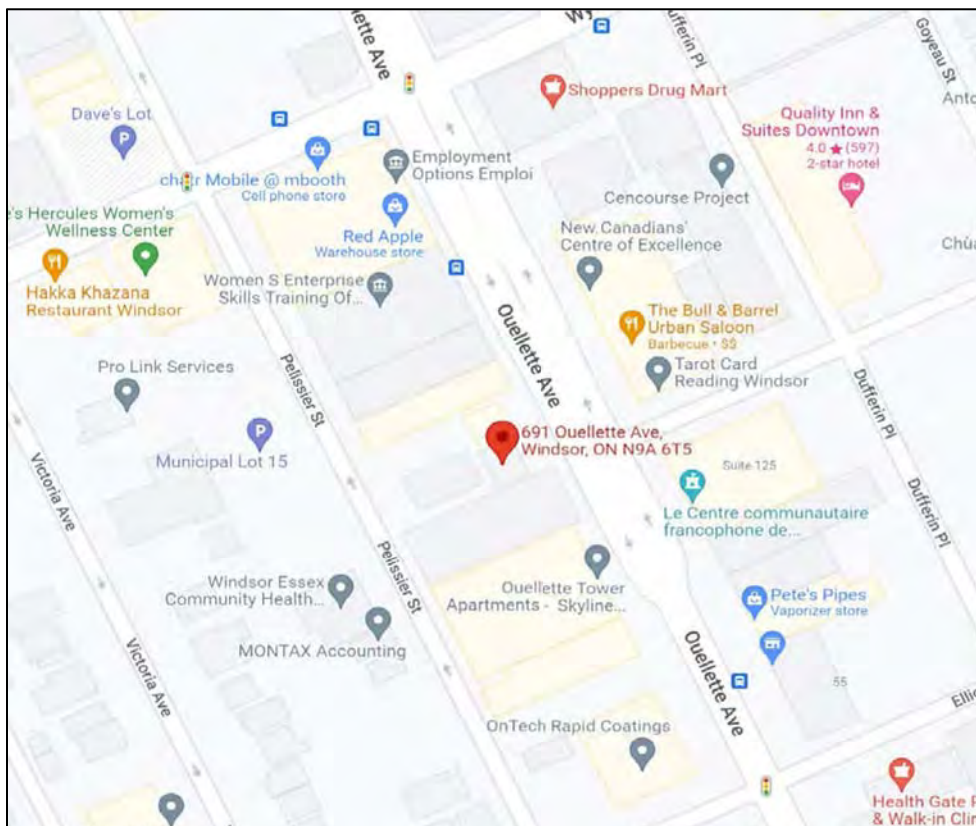 Ouellette Ave
Dufferin Pl
Goyeau St
Dave's Lot
P
Shoppers Drug Mart
Quality Inn &
Suites Downtown
4.0 ★ (597)
2-star hotel
Employment
Options Emploi
Mobile @ mbooth
Cell phone store
Cencourse Project
Hercules Women's
Wellness Center
Red Apple
Warehouse store
New Canadians'
Centre of Excellence
Hakka Khazana
Restaurant Windsor
Women S Enterprise
Skills Training Of...
Ouellette Ave
The Bull & Barrel
Urban Saloon
Barbecue • $$
Pro Link Services
Pelissier St
Tarot Card
Reading Windsor
Dufferin Pl
P
Municipal Lot 15
691 Ouellette Ave,
Windsor, ON N9A 6T5
Victoria Ave
Suite 125
Dufferin Pl
Le Centre communautaire
francophone de...
Pelissier St
Windsor Essex
Community Health...
Ouellette Tower
Apartments - Skyline...
Pete's Pipes
Vaporizer store
MONTAX Accounting
Victoria Ave
Ouellette Ave
55
OnTech Rapid Coatings
Health Gate
& Walk-in